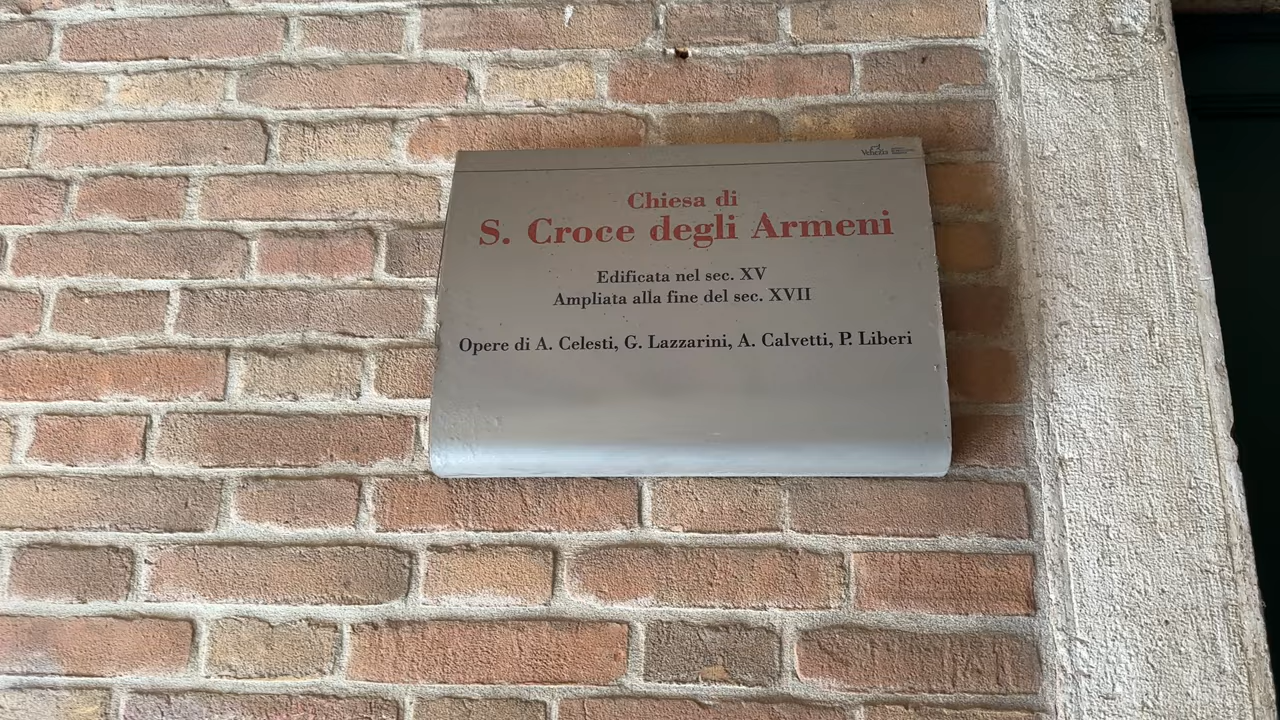 Venezia
Chiesa di
S. Croce degli Armeni
Edificata nel sec. XV
Ampliata alla fine del sec. XVII
Opere di A. Celesti, G. Lazzarini, A. Calvetti, P. Liberi